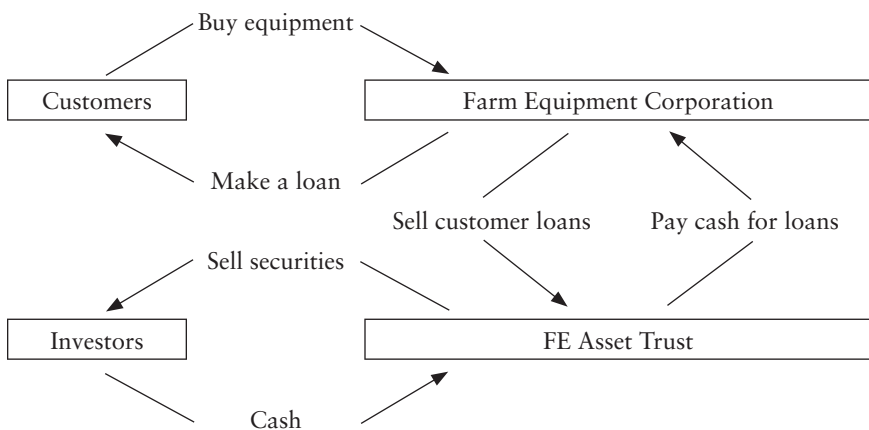 Buy equipment
Customers
Farm Equipment Corporation
Make a loan
Sell customer loans
Pay cash for loans
Sell securities
Investors
FE Asset Trust
Cash